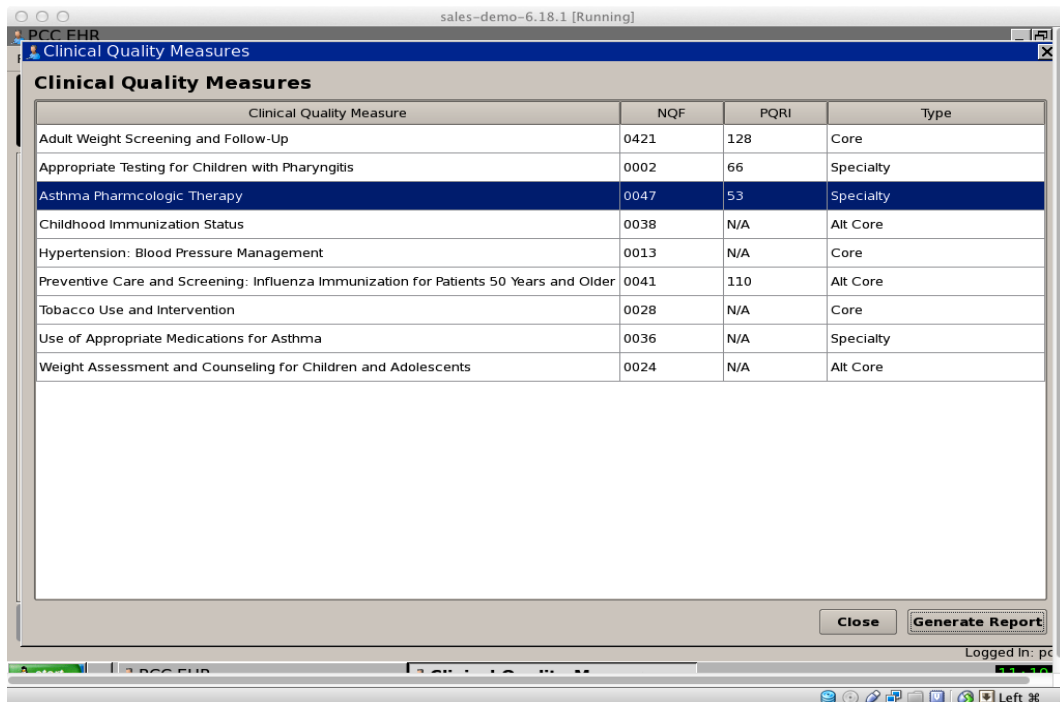 sales-demo-6.18.1 [Running]
PCC EHR
Clinical Quality Measures
Clinical Quality Measures
Clinical Quality Measure NQF PQRI Type
Adult Weight Screening and Follow-Up 0421 128 Core
Appropriate Testing for Children with Pharyngitis 0002 66 Specialty
Asthma Pharmcologic Therapy 0047 53 Specialty
Childhood Immunization Status 0038 N/A Alt Core
Hypertension: Blood Pressure Management 0013 N/A Core
Preventive Care and Screening: Influenza Immunization for Patients 50 Years and Older 0041 110 Alt Core
Tobacco Use and Intervention 0028 N/A Core
Use of Appropriate Medications for Asthma 0036 N/A Specialty
Weight Assessment and Counseling for Children and Adolescents 0024 N/A Alt Core
Close Generate Report
Logged In:
PCC EHR
Left ⌘